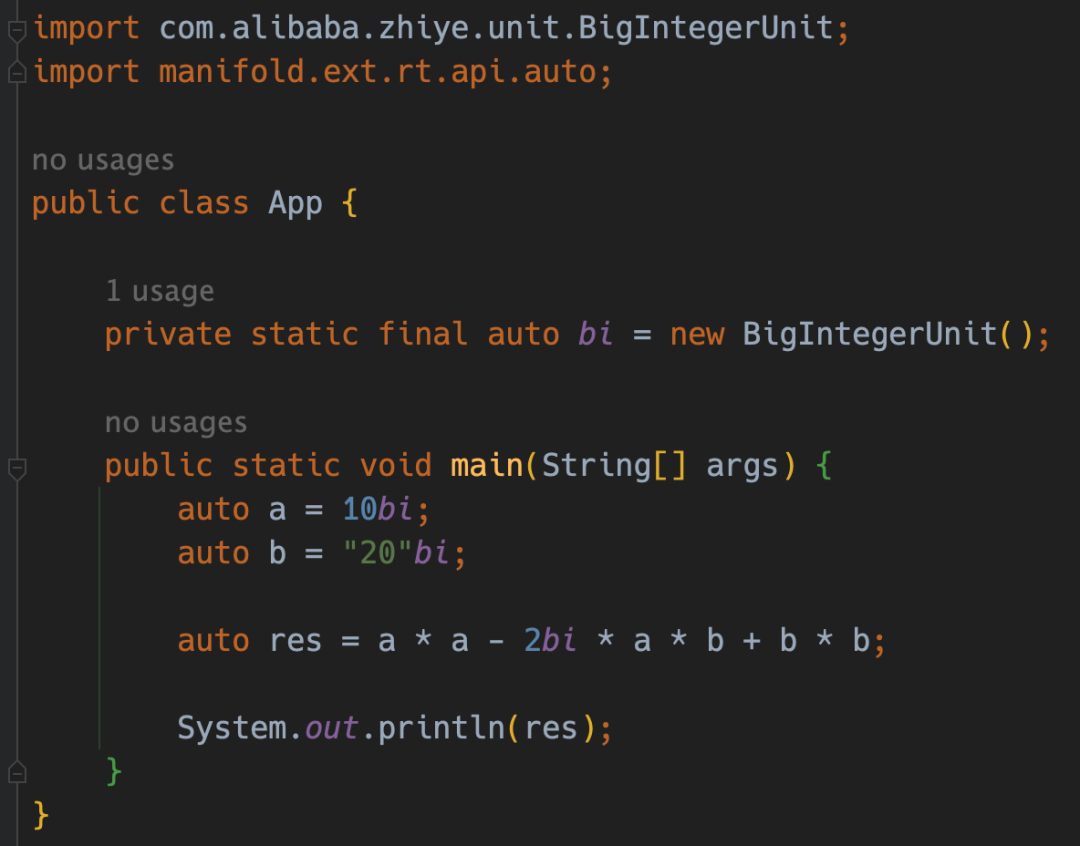 import com.alibaba.zhiye.unit.BigIntegerUnit;
import manifold.ext.rt.api.auto;
no usages
public class App {
1 usage
private static final auto bi = new BigIntegerUnit();
no usages
public static void main(String[] args) {
auto a = 10bi;
auto b = "20"bi;
auto res = a * a - 2bi * a * b + b * b;
System.out.println(res);
}
}